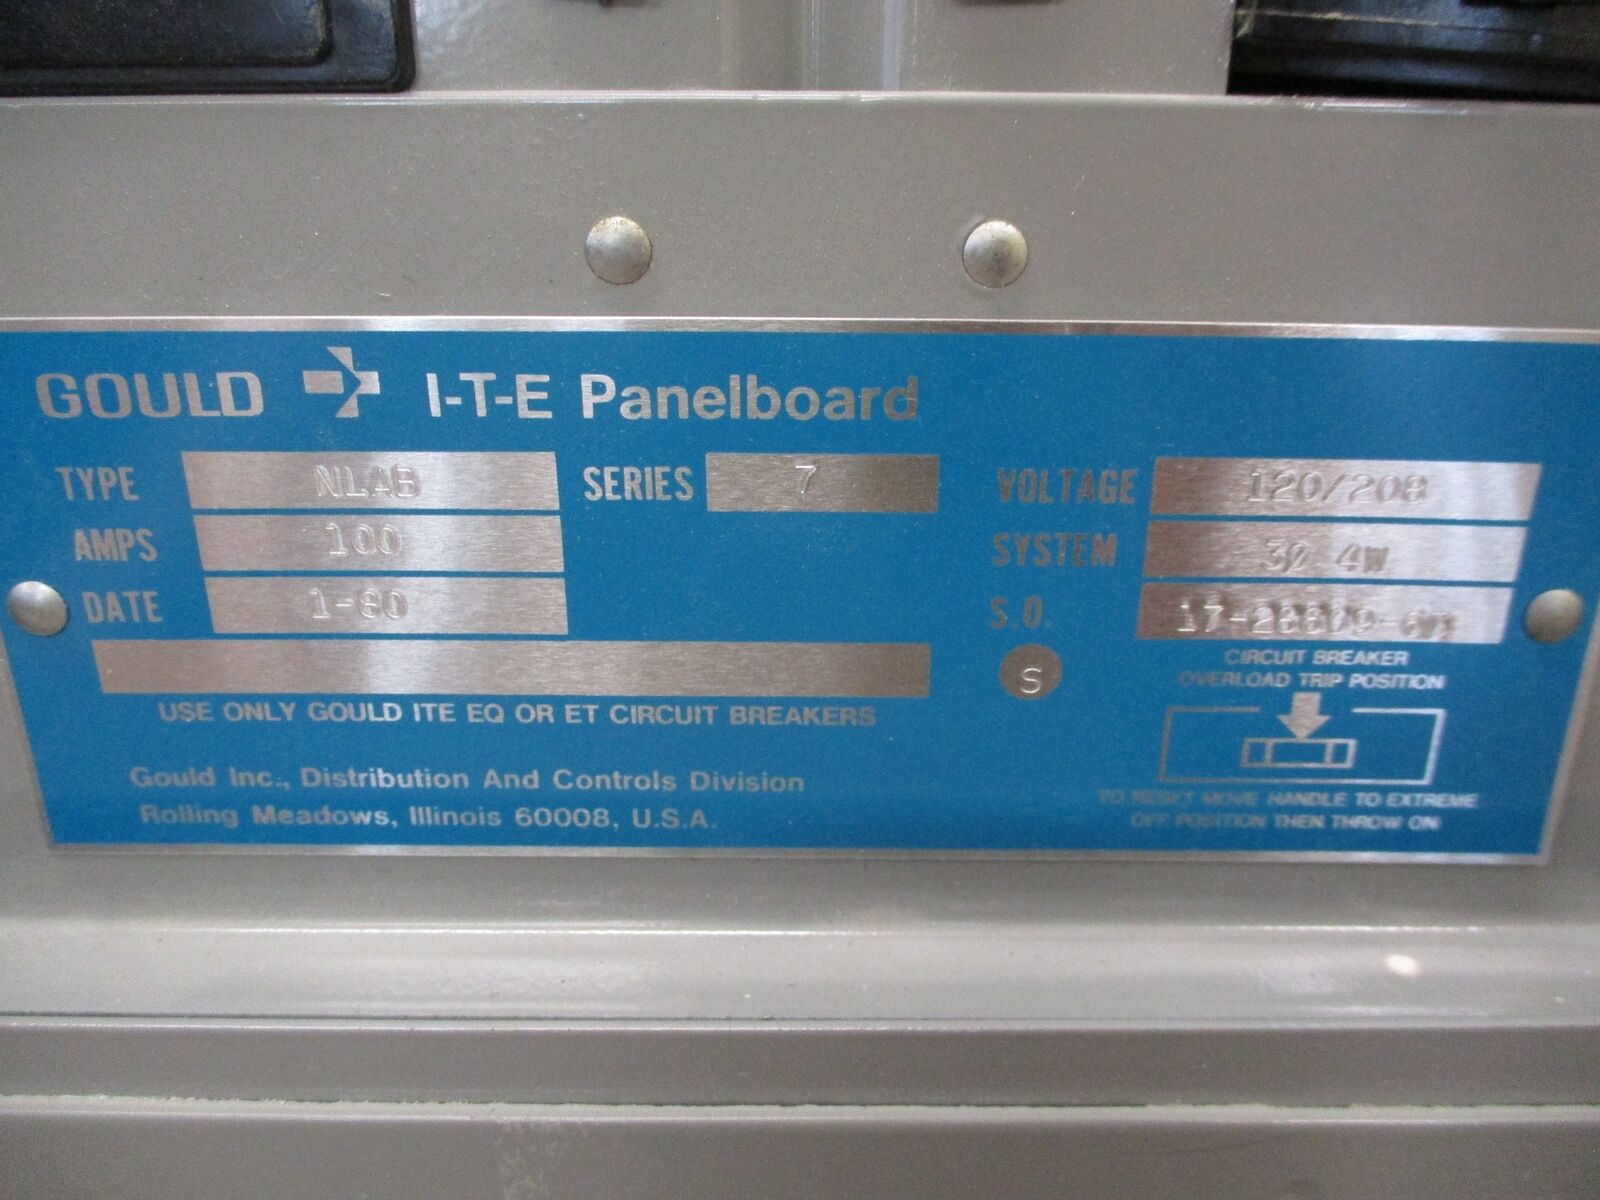 GOULD I-T-E Panelboard
TYPE NLAB SERIES 7 VOLTAGE 120/208
AMPS 100 SYSTEM 3Ø 4W
DATE 1-80 S.O.
S
CIRCUIT BREAKER
OVERLOAD TRIP POSITION
USE ONLY GOULD ITE EQ OR ET CIRCUIT BREAKERS
Gould Inc., Distribution And Controls Division
Rolling Meadows, Illinois 60008, U.S.A.
TO RESET MOVE HANDLE TO EXTREME
OFF POSITION THEN THROW ON